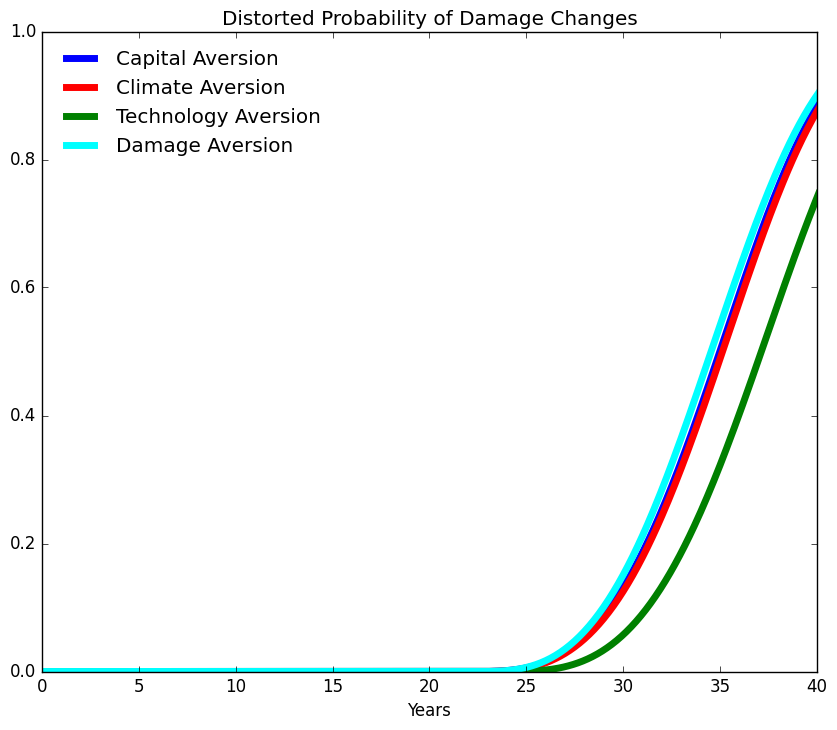 Distorted Probability of Damage Changes
1.0
0.8
0.6
0.4
0.2
0.0
Capital Aversion
Climate Aversion
Technology Aversion
Damage Aversion
0 5 10 15 20 25 30 35 40
Years